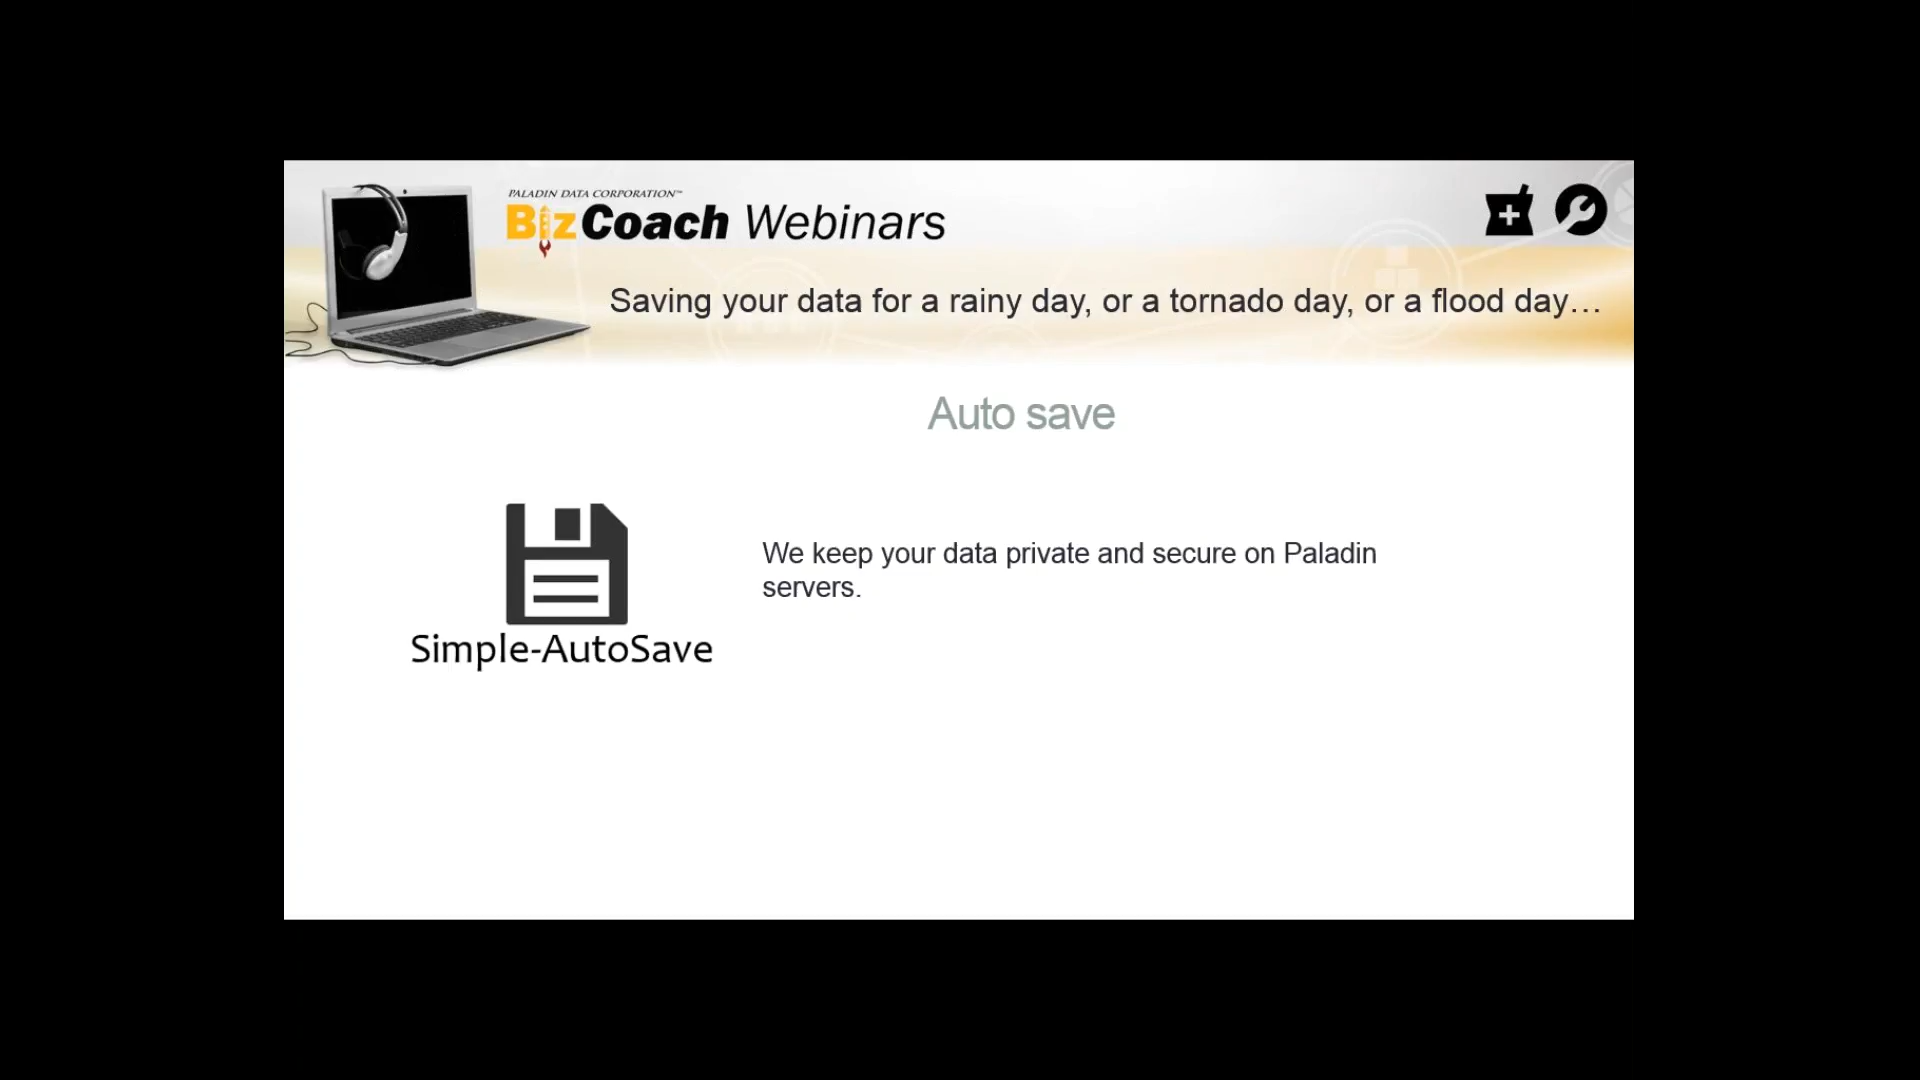 PALADIN DATA CORPORATION™
BizCoach Webinars
Saving your data for a rainy day, or a tornado day, or a flood day…
Auto save
We keep your data private and secure on Paladin
servers.
Simple-AutoSave